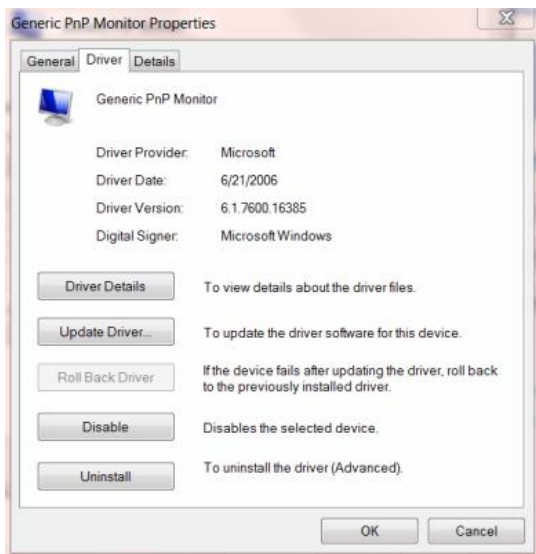 Generic PnP Monitor Properties
General Driver Details
Generic PnP Monitor
Driver Provider: Microsoft
Driver Date: 6/21/2006
Driver Version: 6.1.7600.16385
Digital Signer: Microsoft Windows
Driver Details To view details about the driver files.
Update Driver... To update the driver software for this device.
Roll Back Driver If the device fails after updating the driver, roll back
to the previously installed driver.
Disable Disables the selected device.
Uninstall To uninstall the driver (Advanced).
OK Cancel